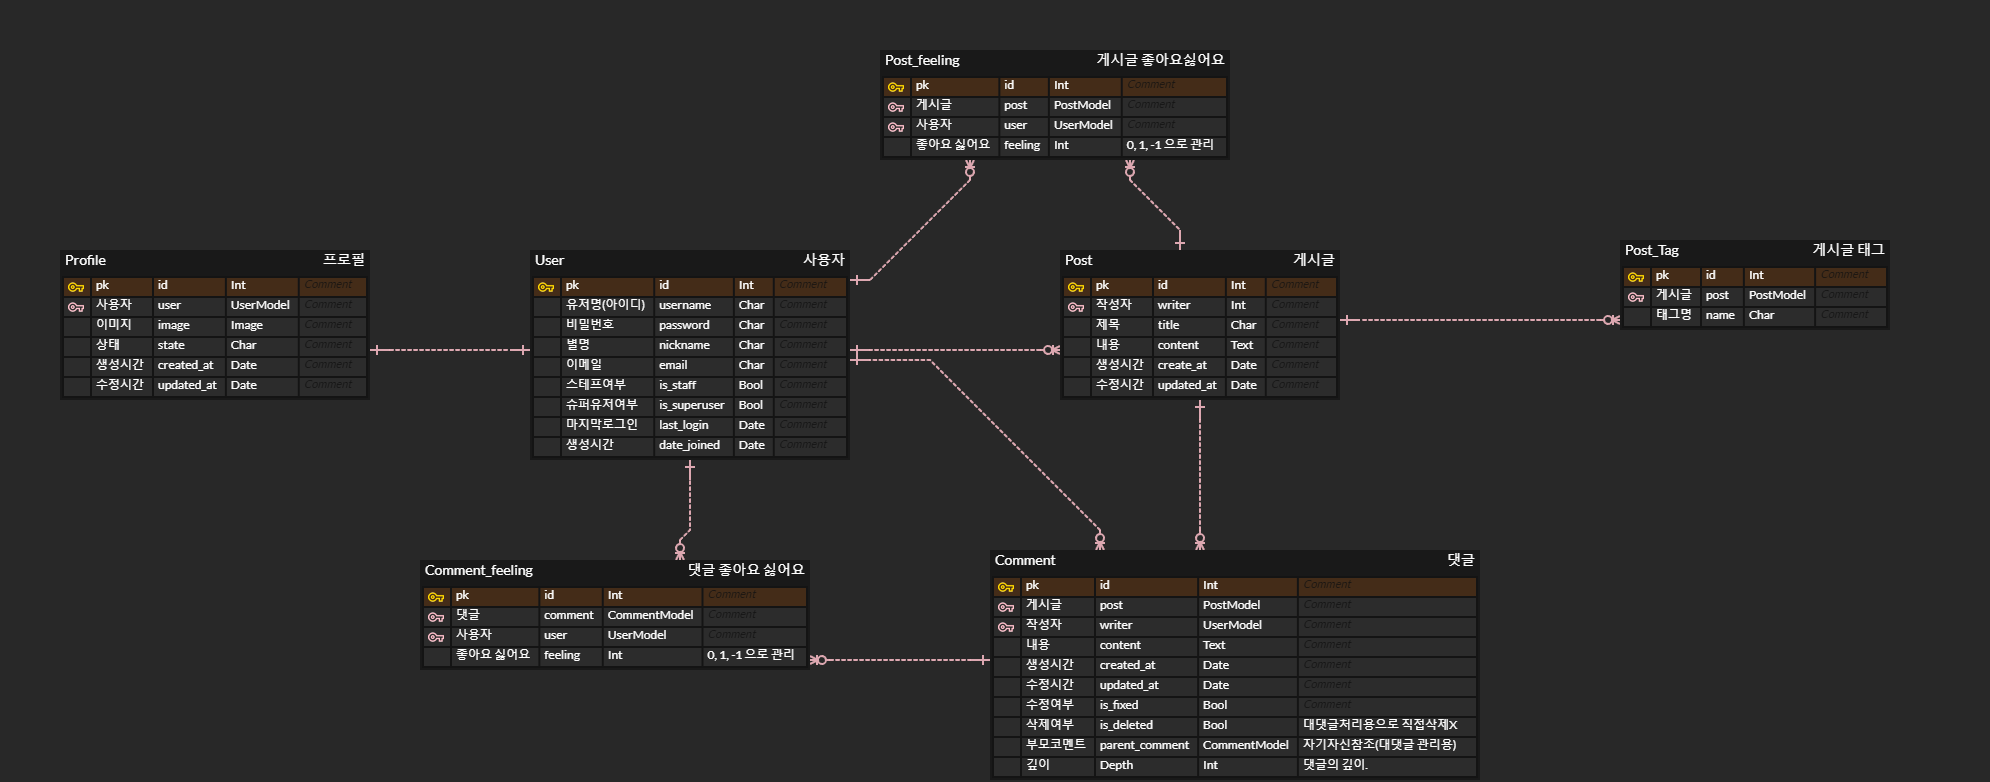 Post_feeling 게시글 좋아요싫어요
pk id Int Comment
게시글 post PostModel Comment
사용자 user UserModel Comment
좋아요 싫어요 feeling Int 0, 1, -1 으로 관리
Profile 프로필
pk id Int Comment
사용자 user UserModel Comment
이미지 image Image Comment
상태 state Char Comment
생성시간 created_at Date Comment
수정시간 updated_at Date Comment
User 사용자
pk id Int Comment
유저명(아이디) username Char Comment
비밀번호 password Char Comment
별명 nickname Char Comment
이메일 email Char Comment
스테프여부 is_staff Bool Comment
슈퍼유저여부 is_superuser Bool Comment
마지막로그인 last_login Date Comment
생성시간 date_joined Date Comment
Post 게시글
pk id Int Comment
작성자 writer Int Comment
제목 title Char Comment
내용 content Text Comment
생성시간 create_at Date Comment
수정시간 updated_at Date Comment
Post_Tag 게시글 태그
pk id Int Comment
게시글 post PostModel Comment
태그명 name Char Comment
Comment_feeling 댓글 좋아요 싫어요
pk id Int Comment
댓글 comment CommentModel Comment
사용자 user UserModel Comment
좋아요 싫어요 feeling Int 0, 1, -1 으로 관리
Comment 댓글
pk id Int Comment
게시글 post PostModel Comment
작성자 writer UserModel Comment
내용 content Text Comment
생성시간 created_at Date Comment
수정시간 updated_at Date Comment
수정여부 is_fixed Bool Comment
삭제여부 is_deleted Bool 대댓글처리용으로 직접삭제X
부모코멘트 parent_comment CommentModel 자기자신참조(대댓글 관리용)
깊이 Depth Int 댓글의 깊이.